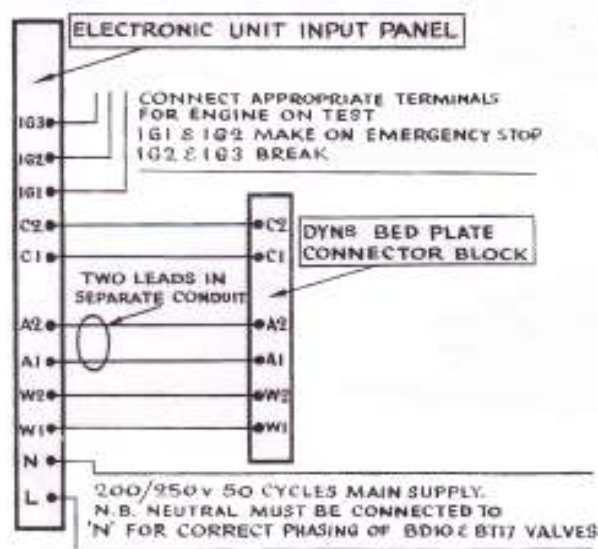 ELECTRONIC UNIT INPUT PANEL
CONNECT APPROPRIATE TERMINALS
FOR ENGINE ON TEST
IG1 & IG2 MAKE ON EMERGENCY STOP
IG2 & IG3 BREAK
IG3
IG2
IG1
C2
C1
A2
A1
W2
W1
N
L
TWO LEADS IN
SEPARATE CONDUIT
C2
C1
A2
A1
W2
W1
DYNS BED PLATE
CONNECTOR BLOCK
200/250 V 50 CYCLES MAIN SUPPLY.
N.B. NEUTRAL MUST BE CONNECTED TO
'N' FOR CORRECT PHASING OF BD10 & BT17 VALVES